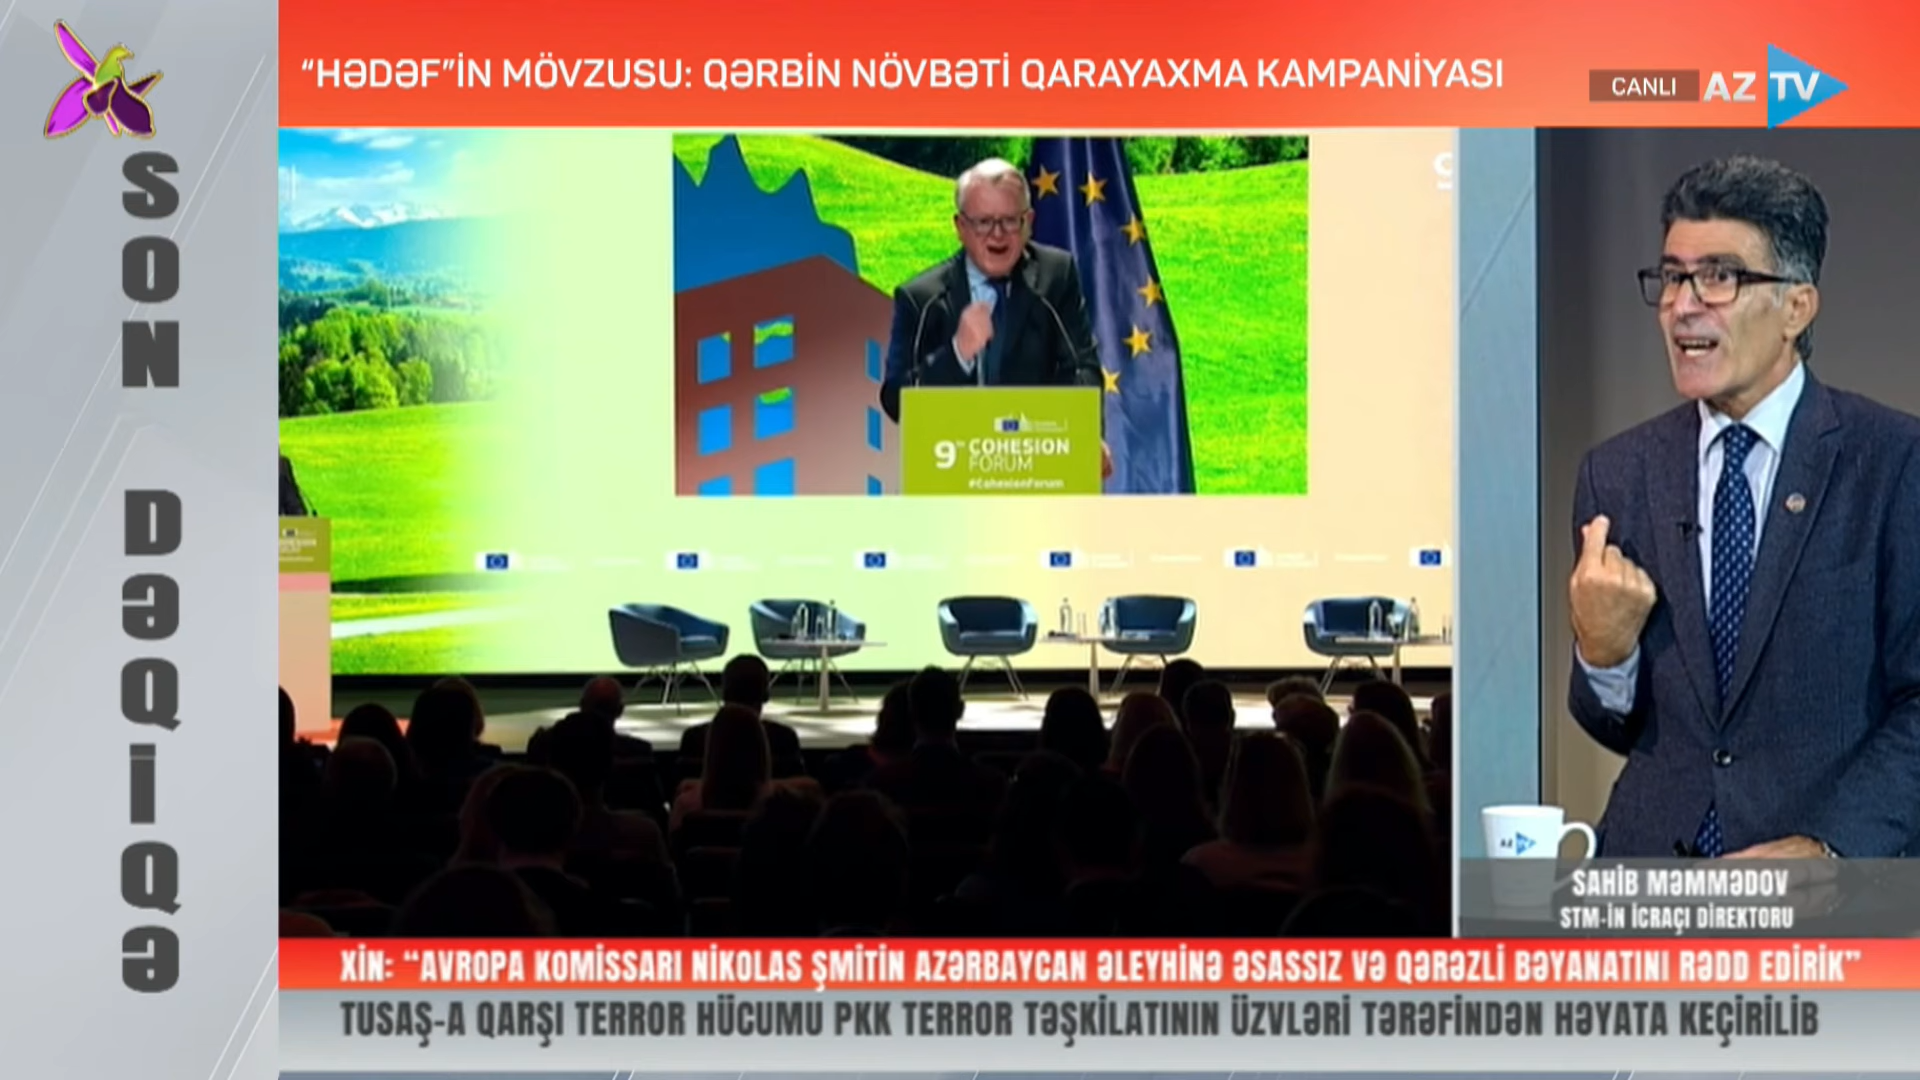 “HƏDƏF”İN MÖVZUSU: QƏRBİN NÖVBƏTİ QARAYAXMA KAMPANİYASI
CANLI AZTV
SON DƏQİQƏ
9TH COHESION
FORUM
#CohesionForum
AZTV
SAHİB MƏMMƏDOV
STM-İN İCRAÇI DİREKTORU
XİN: “AVROPA KOMİSSARI NİKOLAS ŞMİTİN AZƏRBAYCAN ƏLEYHİNƏ ƏSASSIZ VƏ QƏRƏZLİ BƏYANATINI RƏDD EDİRİK”
TUSAŞ-A QARŞI TERROR HÜCUMU PKK TERROR TƏŞKİLATININ ÜZVLƏRİ TƏRƏFİNDƏN HƏYATA KEÇİRİLİB